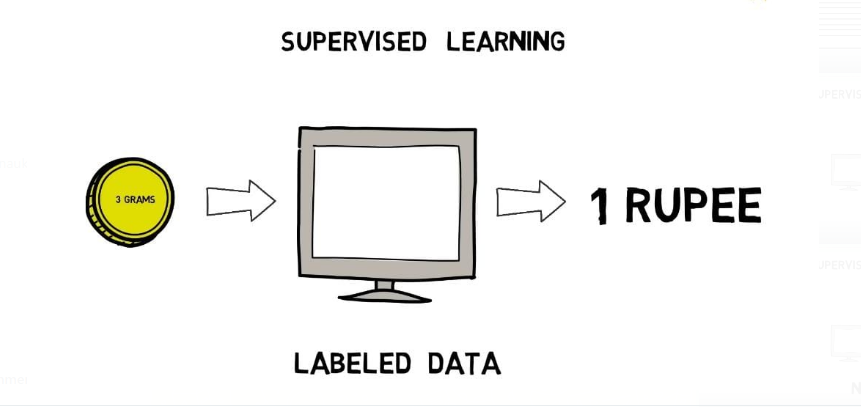 SUPERVISED LEARNING
3 GRAMS
1 RUPEE
LABELED DATA